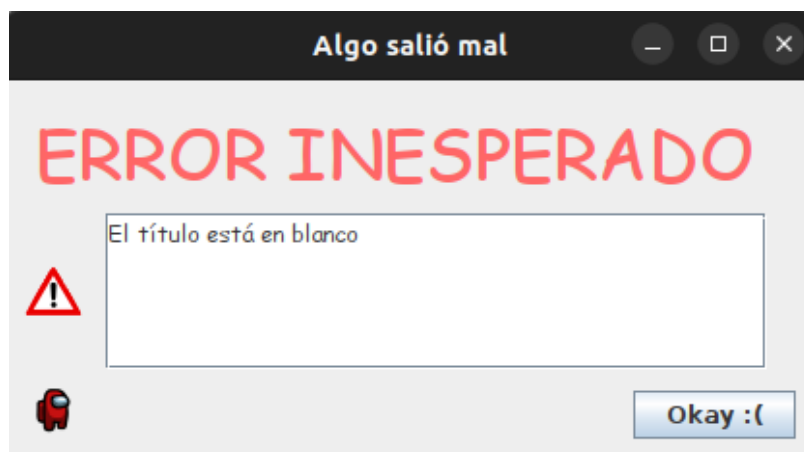 Algo salió mal
ERROR INESPERADO
El título está en blanco
Okay :(